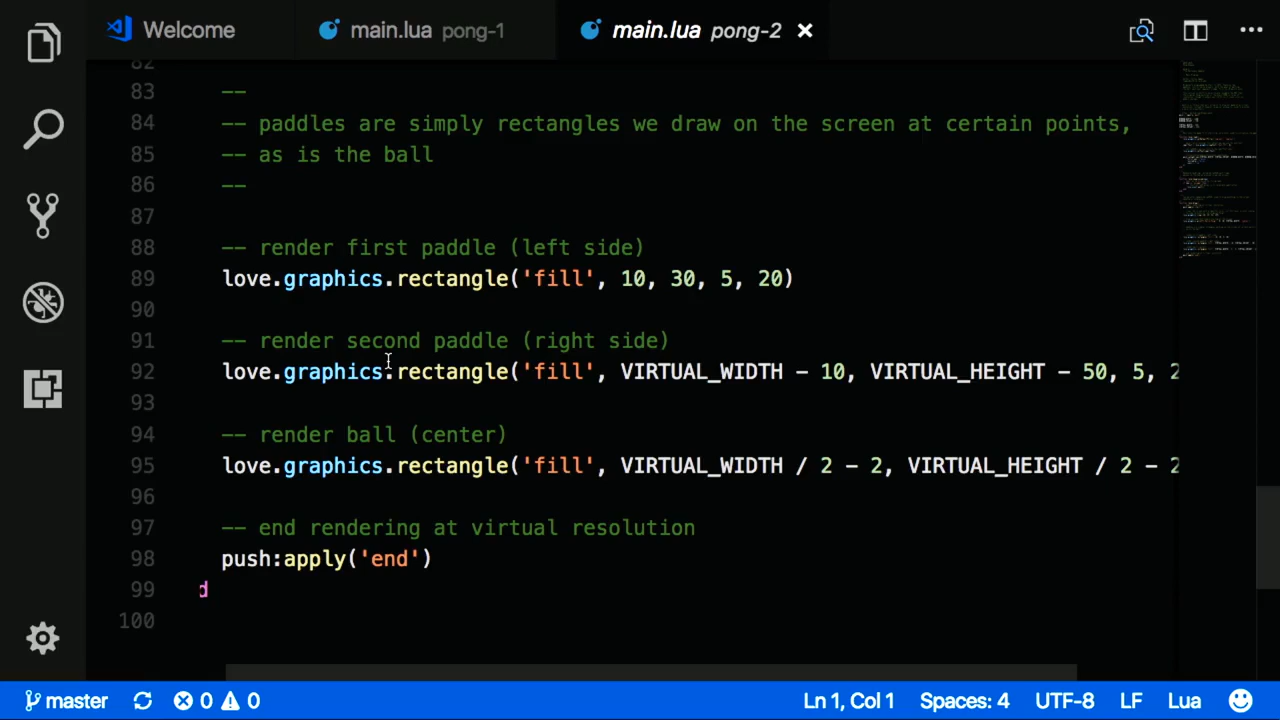 Welcome
main.lua pong-1
main.lua pong-2
82
83 --
84 -- paddles are simply rectangles we draw on the screen at certain points,
85 -- as is the ball
86 --
87
88 -- render first paddle (left side)
89 love.graphics.rectangle('fill', 10, 30, 5, 20)
90
91 -- render second paddle (right side)
92 love.graphics.rectangle('fill', VIRTUAL_WIDTH - 10, VIRTUAL_HEIGHT - 50, 5, 2
93
94 -- render ball (center)
95 love.graphics.rectangle('fill', VIRTUAL_WIDTH / 2 - 2, VIRTUAL_HEIGHT / 2 - 2
96
97 -- end rendering at virtual resolution
98 push:apply('end')
99 d
100
master 0 0 Ln 1, Col 1 Spaces: 4 UTF-8 LF Lua